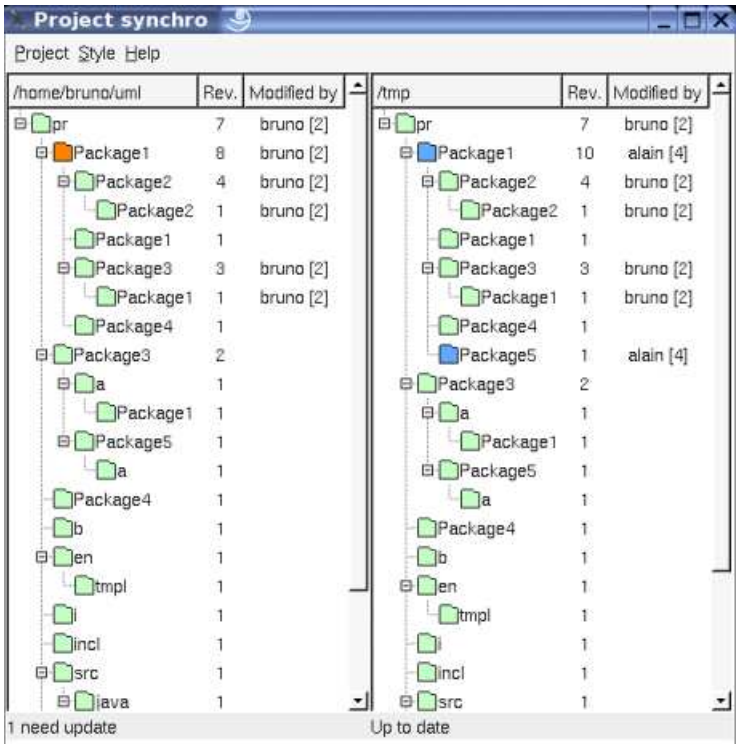 Project synchro
Project Style Help
/home/bruno/uml Rev. Modified by
pr 7 bruno [2]
Package1 8 bruno [2]
Package2 4 bruno [2]
Package2 1 bruno [2]
Package1 1
Package3 3 bruno [2]
Package1 1 bruno [2]
Package4 1
Package3 2
a 1
Package1 1
Package5 1
a 1
Package4 1
b 1
en 1
tmpl 1
i 1
incl 1
src 1
java 1
1 need update
/tmp Rev. Modified by
pr 7 bruno [2]
Package1 10 alain [4]
Package2 4 bruno [2]
Package2 1 bruno [2]
Package1 1
Package3 3 bruno [2]
Package1 1 bruno [2]
Package4 1
Package5 1 alain [4]
Package3 2
a 1
Package1 1
Package5 1
a 1
Package4 1
b 1
en 1
tmpl 1
i 1
incl 1
src 1
Up to date